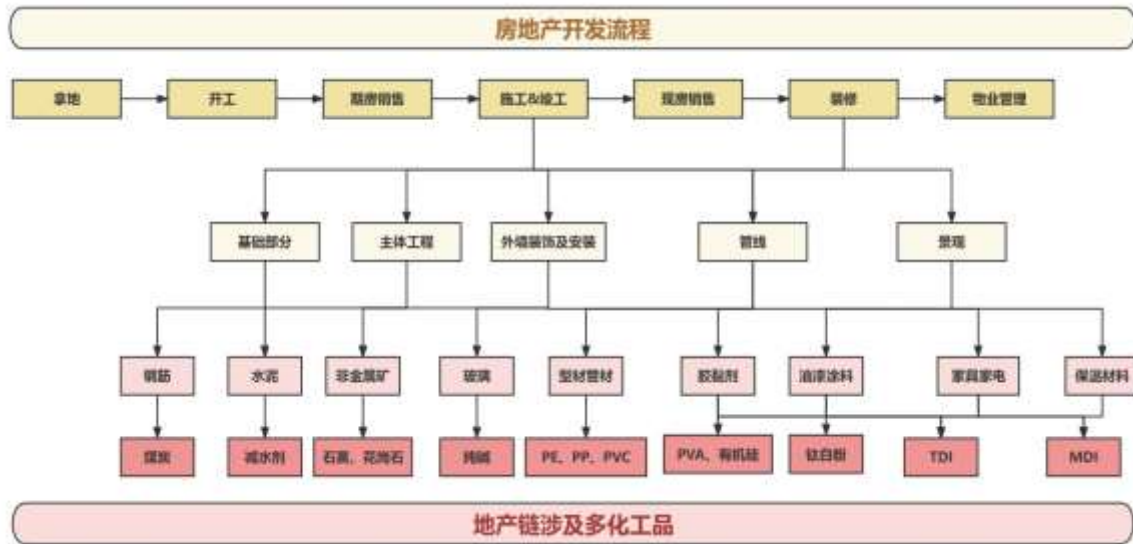 房地产开发流程
拿地
开工
期房销售
施工&竣工
现房销售
装修
物业管理
基础部分
主体工程
外墙装饰及安装
管线
景观
钢筋
水泥
非金属矿
玻璃
型材管材
胶黏剂
油漆涂料
家具家电
保温材料
煤炭
减水剂
石膏、花岗石
纯碱
PE、PP、PVC
PVA、有机硅
钛白粉
TDI
MDI
地产链涉及多化工品